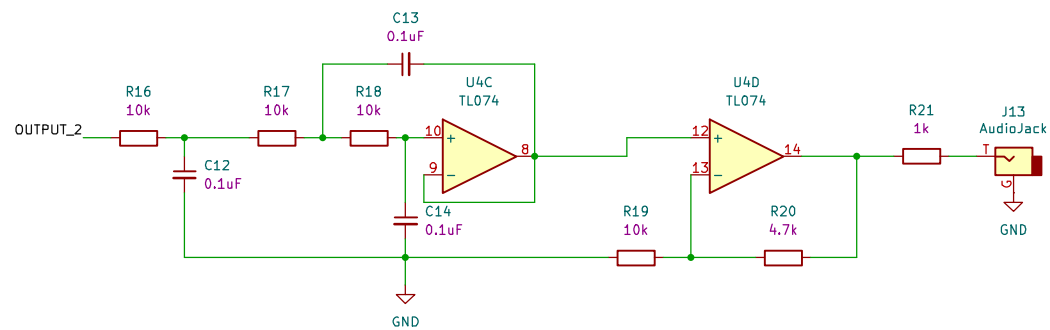 C13
0.1uF
R16
10k
R17
10k
R18
10k
U4C
TL074
U4D
TL074
R21
1k
J13
AudioJack
OUTPUT_2
10
+
9
−
8
12
+
13
−
14
T
G
C12
0.1uF
C14
0.1uF
R19
10k
R20
4.7k
GND
GND